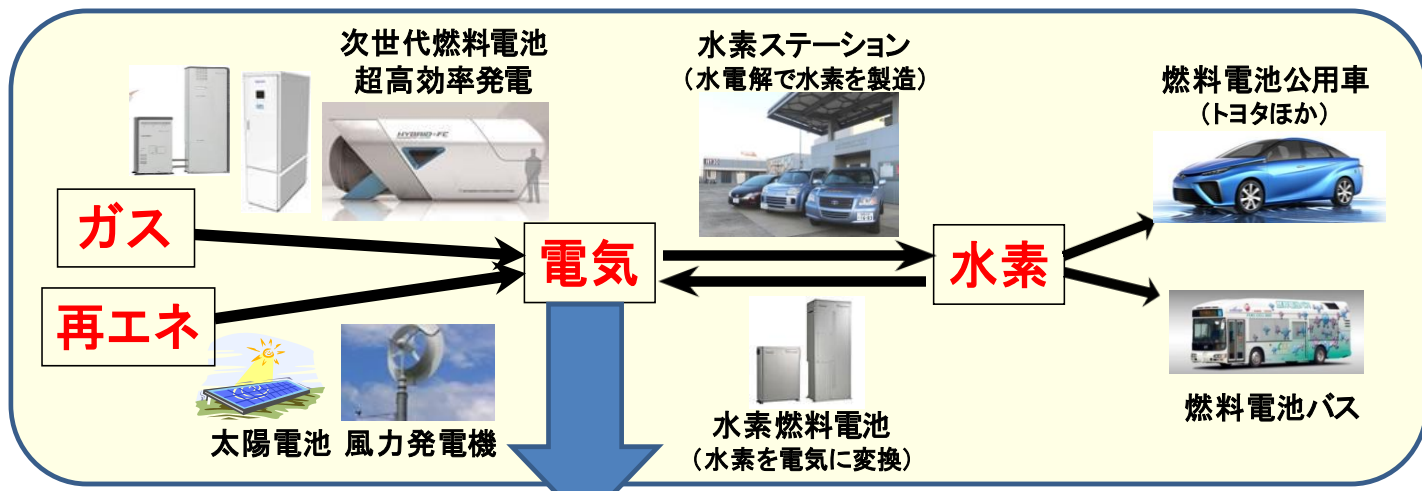 次世代燃料電池
超高効率発電
水素ステーション
(水電解で水素を製造)
燃料電池公用車
(トヨタほか)
HYBRID-FC
ガス
電気
水素
再エネ
太陽電池
風力発電機
水素燃料電池
(水素を電気に変換)
燃料電池バス